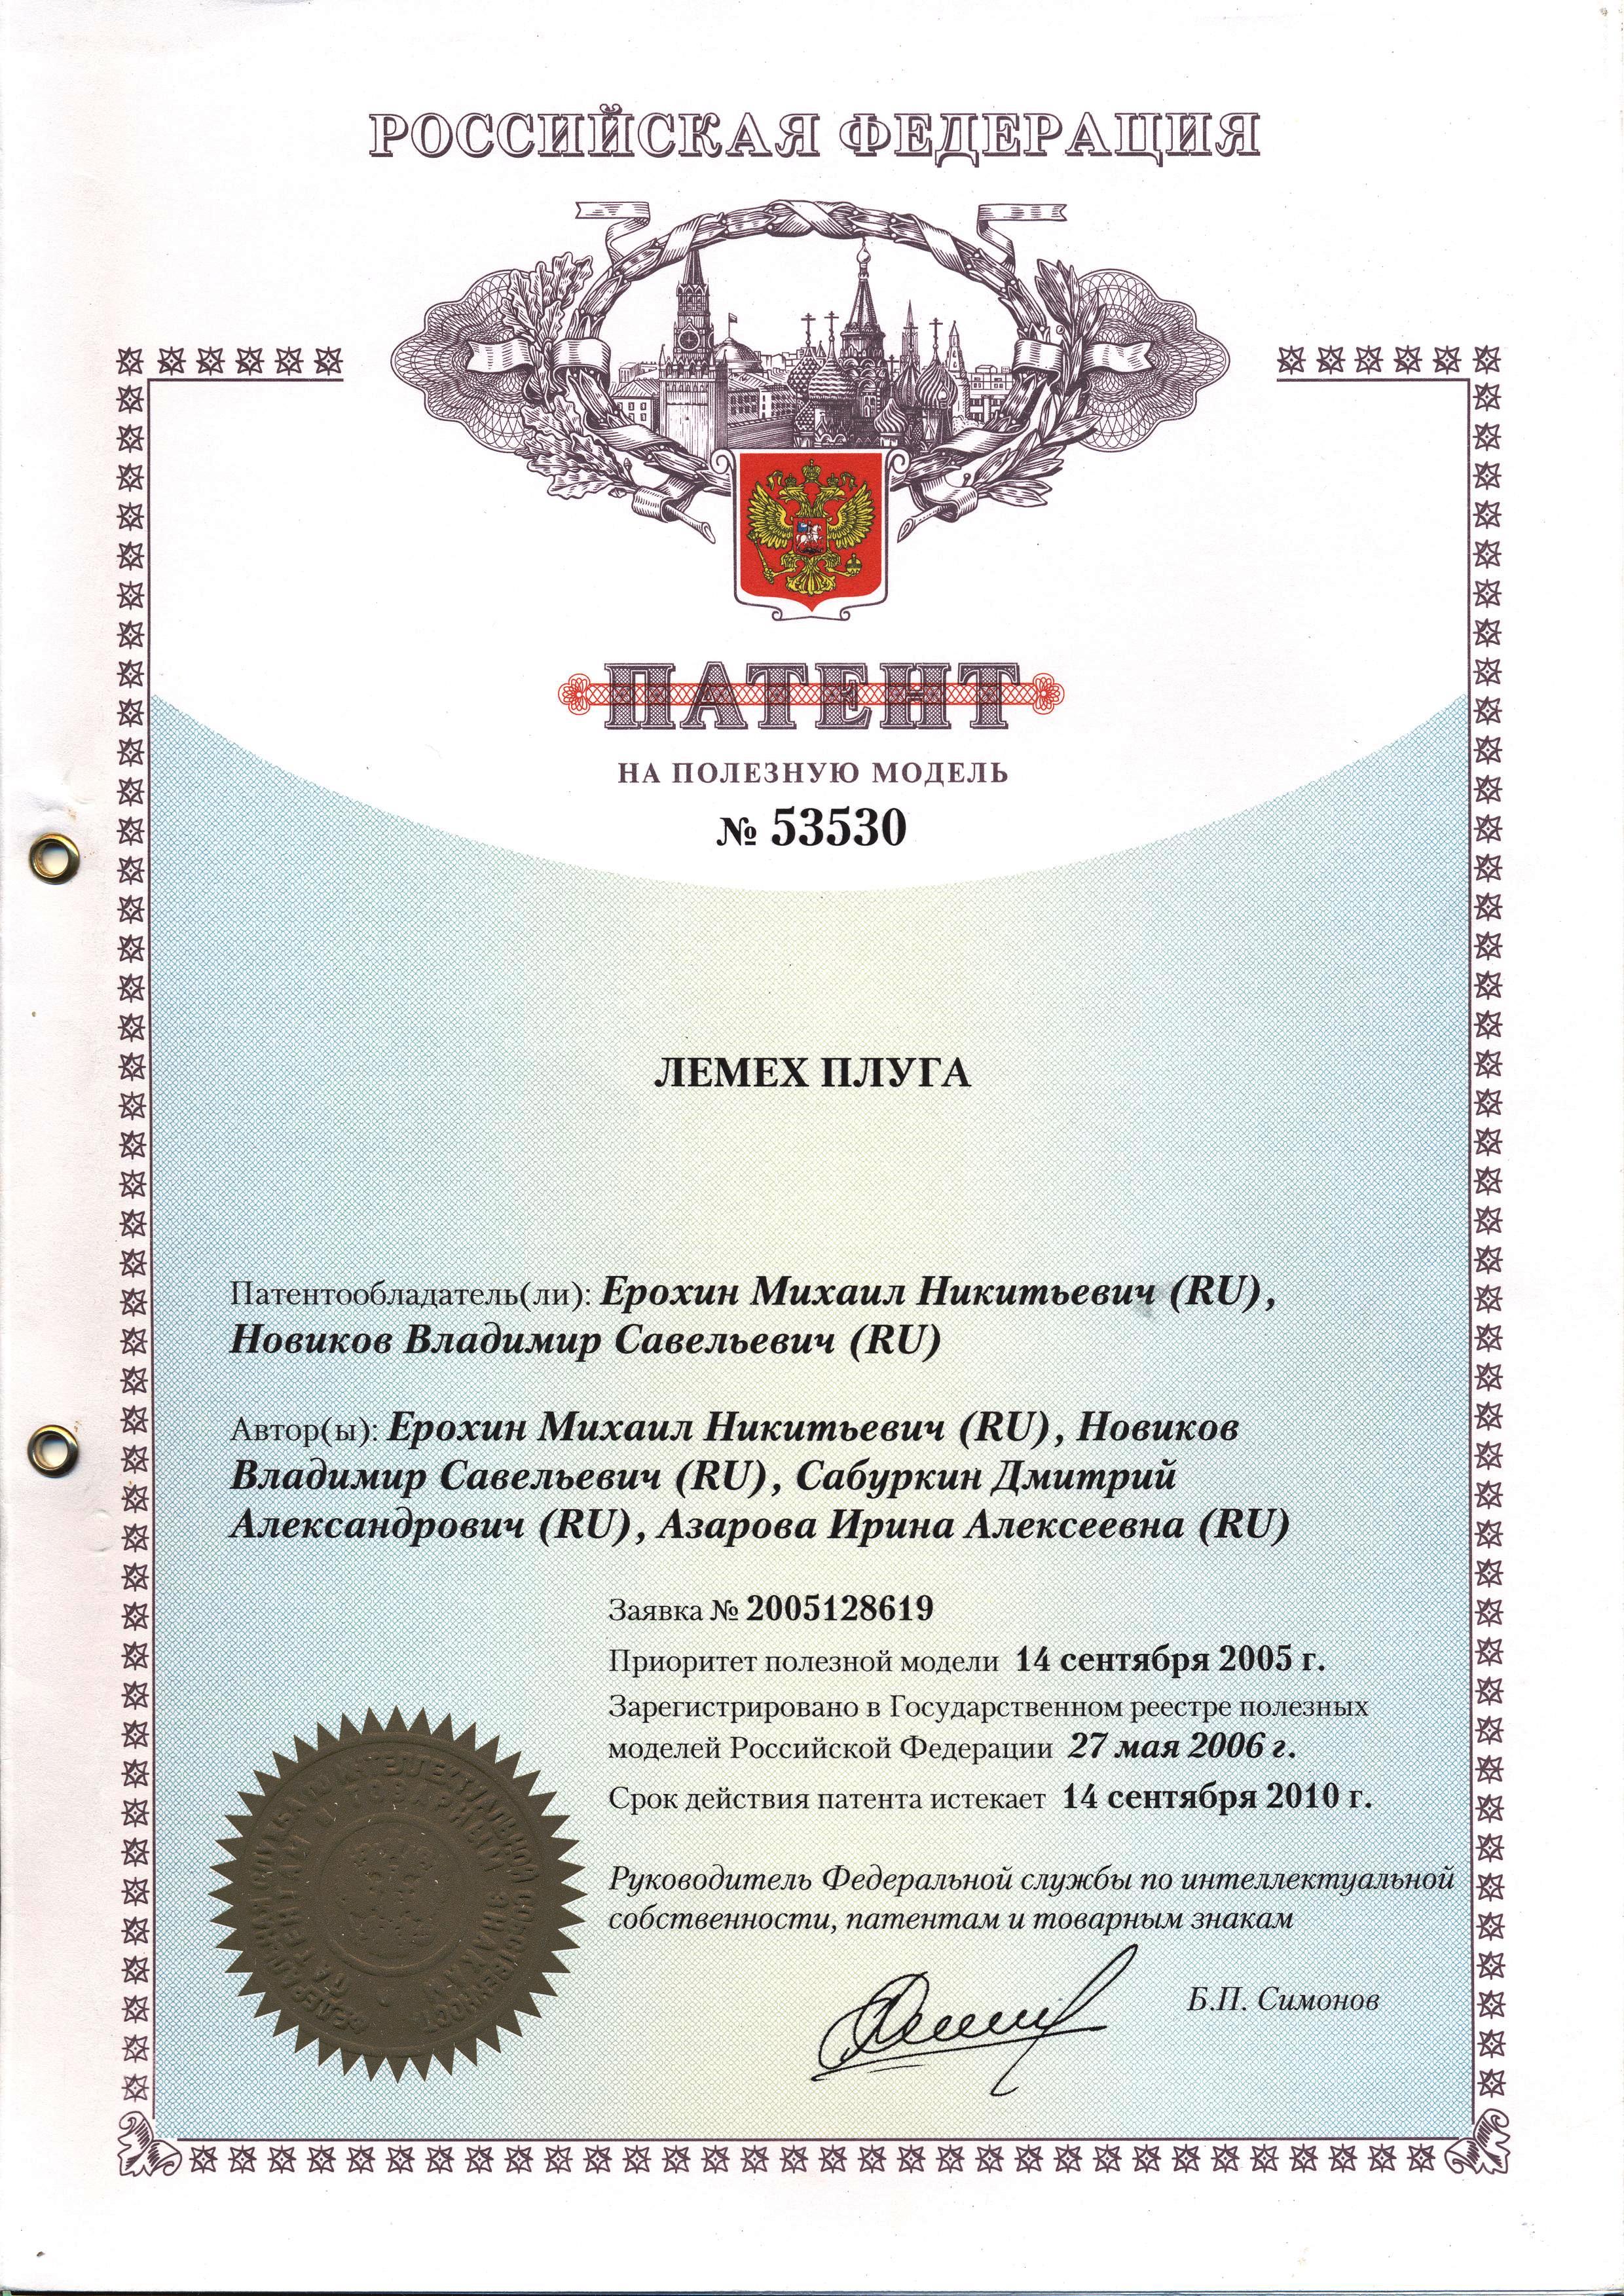 РОССИЙСКАЯ ФЕДЕРАЦИЯ
ПАТЕНТ
НА ПОЛЕЗНУЮ МОДЕЛЬ
№ 53530
ЛЕМЕХ ПЛУГА
Патентообладатель(ли): Ерохин Михаил Никитьевич (RU),
Новиков Владимир Савельевич (RU)
Автор(ы): Ерохин Михаил Никитьевич (RU), Новиков
Владимир Савельевич (RU), Сабуркин Дмитрий
Александрович (RU), Азарова Ирина Алексеевна (RU)
Заявка № 2005128619
Приоритет полезной модели 14 сентября 2005 г.
Зарегистрировано в Государственном реестре полезных
моделей Российской Федерации 27 мая 2006 г.
Срок действия патента истекает 14 сентября 2010 г.
Руководитель Федеральной службы по интеллектуальной
собственности, патентам и товарным знакам
Б.П. Симонов